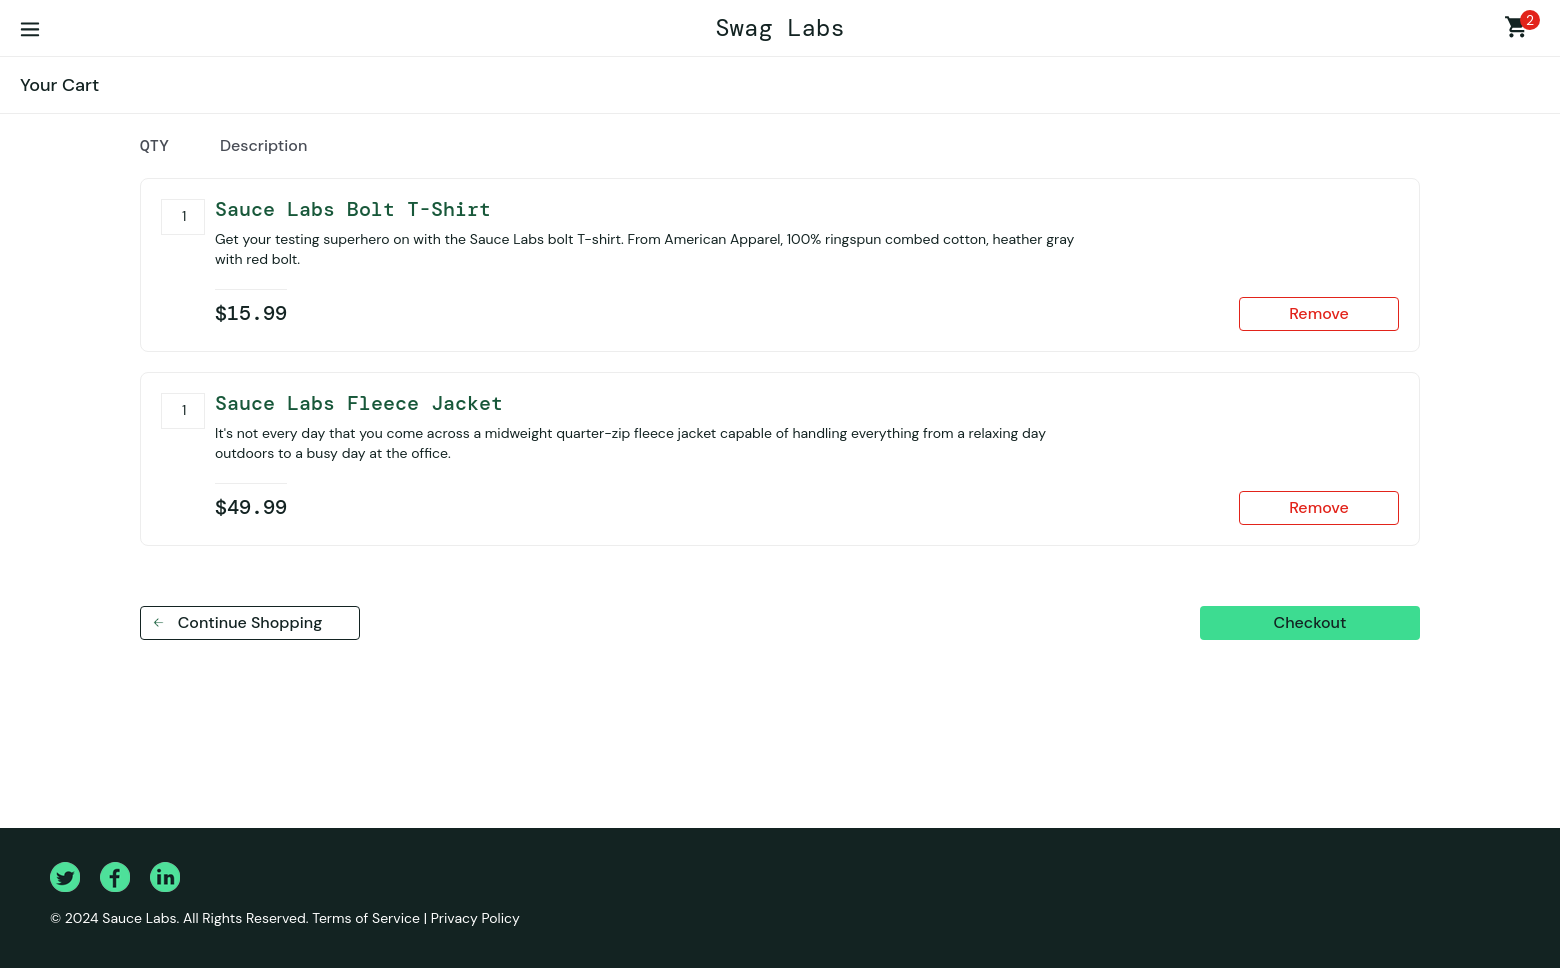 Swag Labs
2
Your Cart
QTY Description
1 Sauce Labs Bolt T-Shirt
Get your testing superhero on with the Sauce Labs bolt T-shirt. From American Apparel, 100% ringspun combed cotton, heather gray
with red bolt.
$15.99
Remove
1 Sauce Labs Fleece Jacket
It's not every day that you come across a midweight quarter-zip fleece jacket capable of handling everything from a relaxing day
outdoors to a busy day at the office.
$49.99
Remove
Continue Shopping
Checkout
© 2024 Sauce Labs. All Rights Reserved. Terms of Service | Privacy Policy